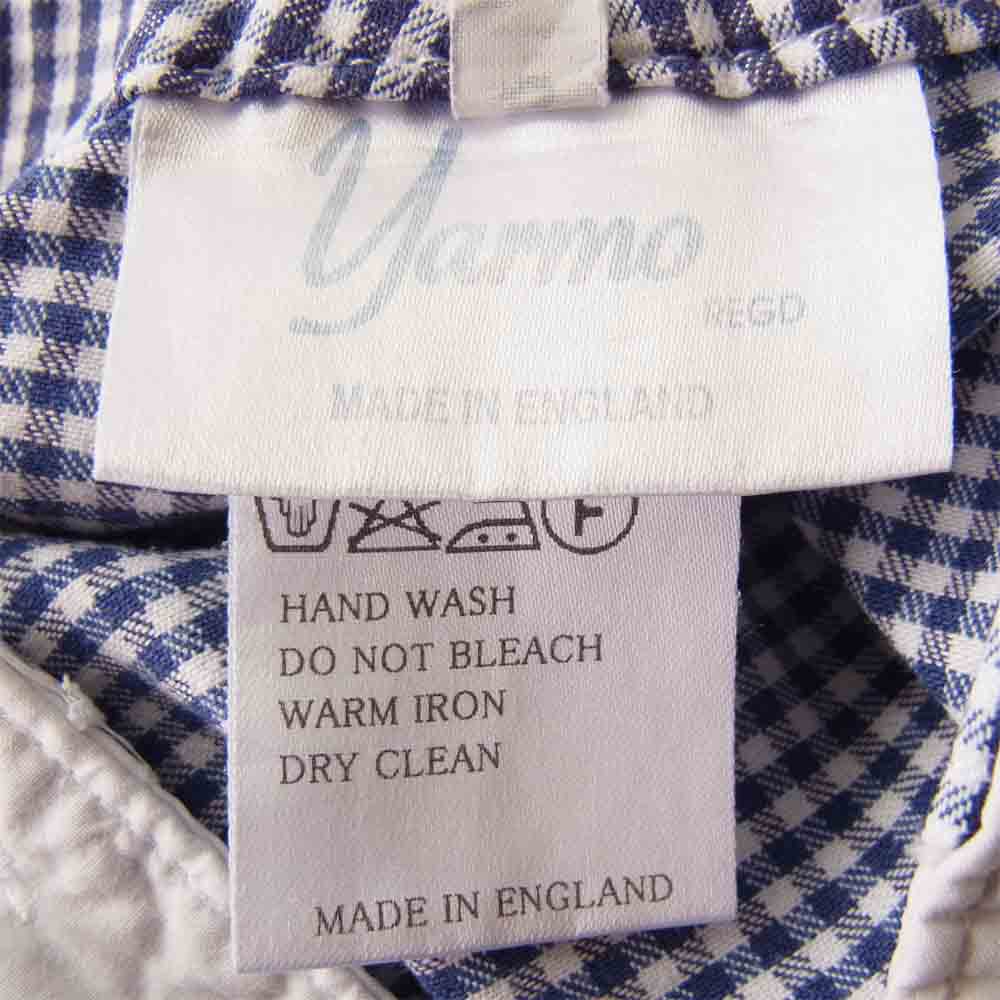 Yarmo
REGD
MADE IN ENGLAND
HAND WASH
DO NOT BLEACH
WARM IRON
DRY CLEAN
MADE IN ENGLAND